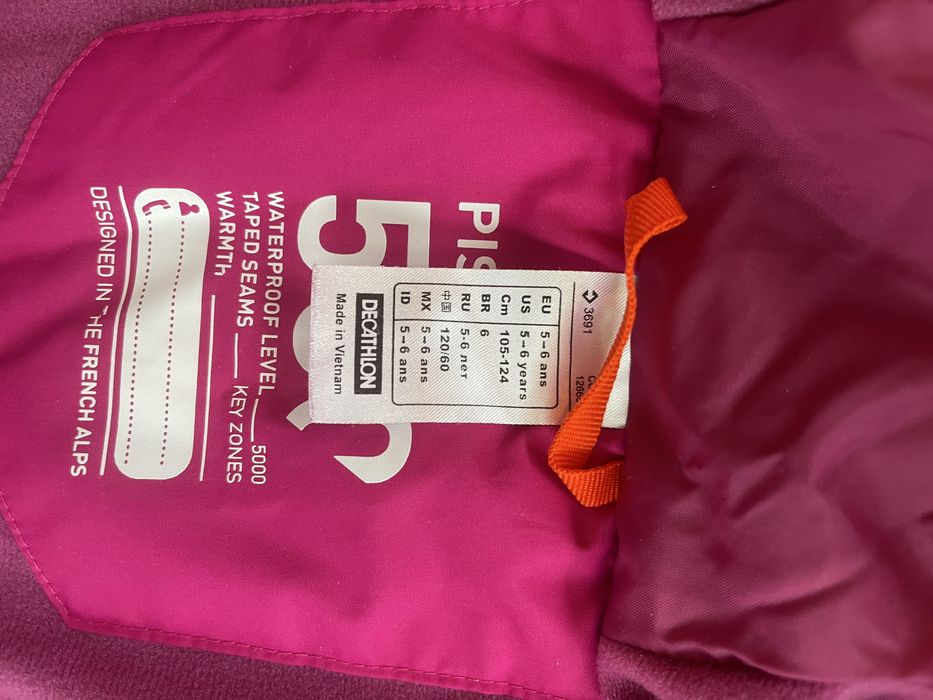 PIS
5
WATERPROOF LEVEL 5000
TAPED SEAMS KEY ZONES
WARMTh
DESIGNED IN THE FRENCH ALPS
3691
EU 5-6 ans
US 5-6 years
Cm 105-124
BR 6
RU 5-6 лет
中国 120/60
MX 5-6 ans
ID 5-6 ans
DECATHLON
Made in Vietnam